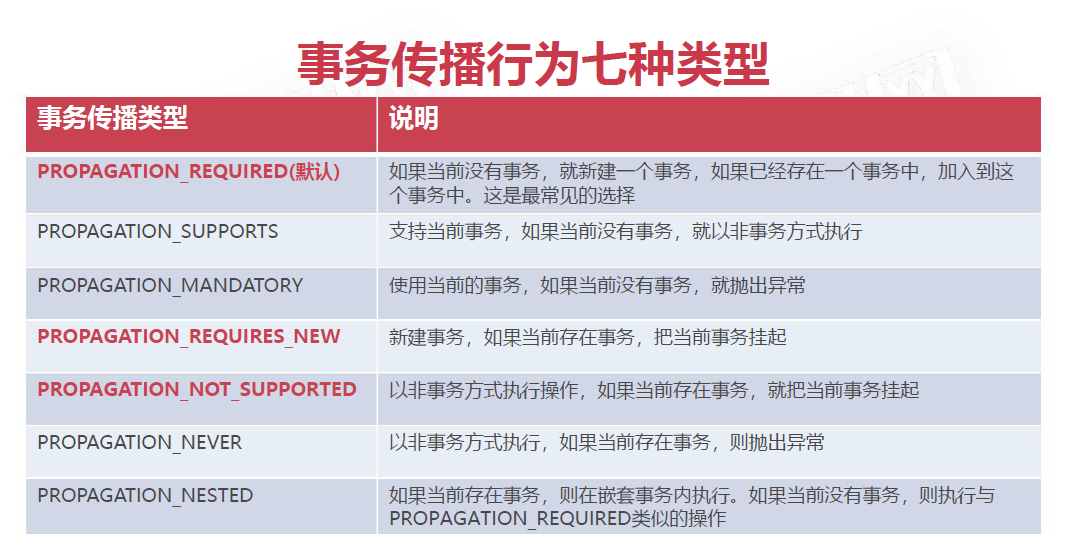 事务传播行为七种类型
事务传播类型
说明
PROPAGATION_REQUIRED(默认)
如果当前没有事务，就新建一个事务，如果已经存在一个事务中，加入到这
个事务中。这是最常见的选择
PROPAGATION_SUPPORTS
支持当前事务，如果当前没有事务，就以非事务方式执行
PROPAGATION_MANDATORY
使用当前的事务，如果当前没有事务，就抛出异常
PROPAGATION_REQUIRES_NEW
新建事务，如果当前存在事务，把当前事务挂起
PROPAGATION_NOT_SUPPORTED
以非事务方式执行操作，如果当前存在事务，就把当前事务挂起
PROPAGATION_NEVER
以非事务方式执行，如果当前存在事务，则抛出异常
PROPAGATION_NESTED
如果当前存在事务，则在嵌套事务内执行。如果当前没有事务，则执行与
PROPAGATION_REQUIRED类似的操作